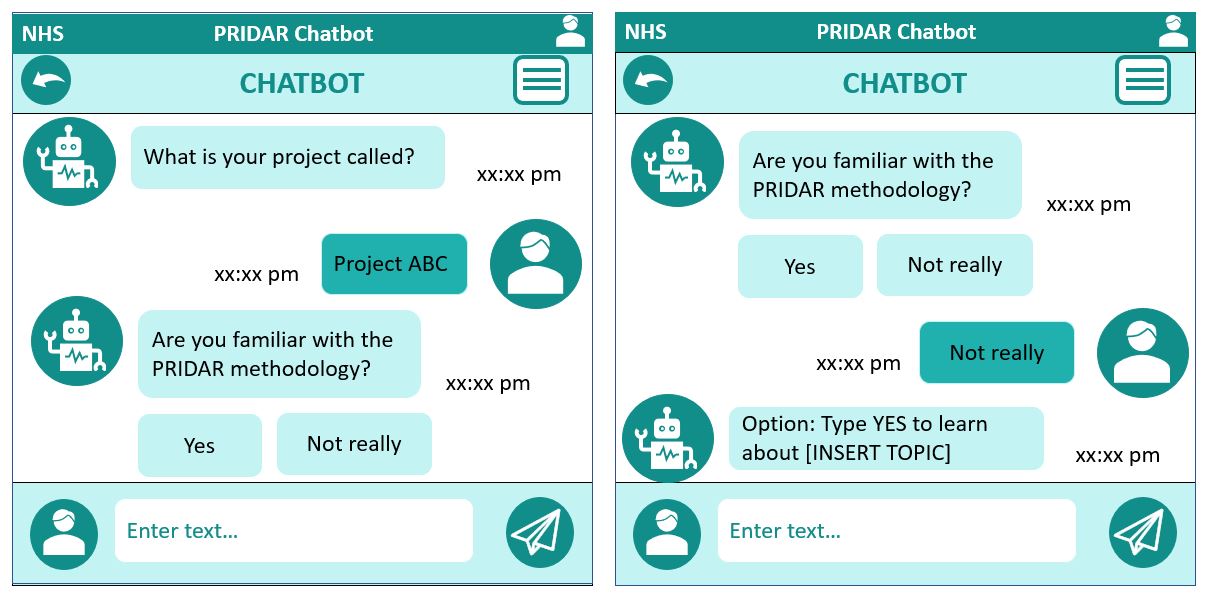 NHS
PRIDAR Chatbot
CHATBOT
What is your project called?
xx:xx pm
xx:xx pm
Project ABC
Are you familiar with the
PRIDAR methodology?
xx:xx pm
Yes
Not really
Enter text...
NHS
PRIDAR Chatbot
CHATBOT
Are you familiar with the
PRIDAR methodology?
xx:xx pm
Yes
Not really
xx:xx pm
Not really
Option: Type YES to learn
about [INSERT TOPIC]
xx:xx pm
Enter text...